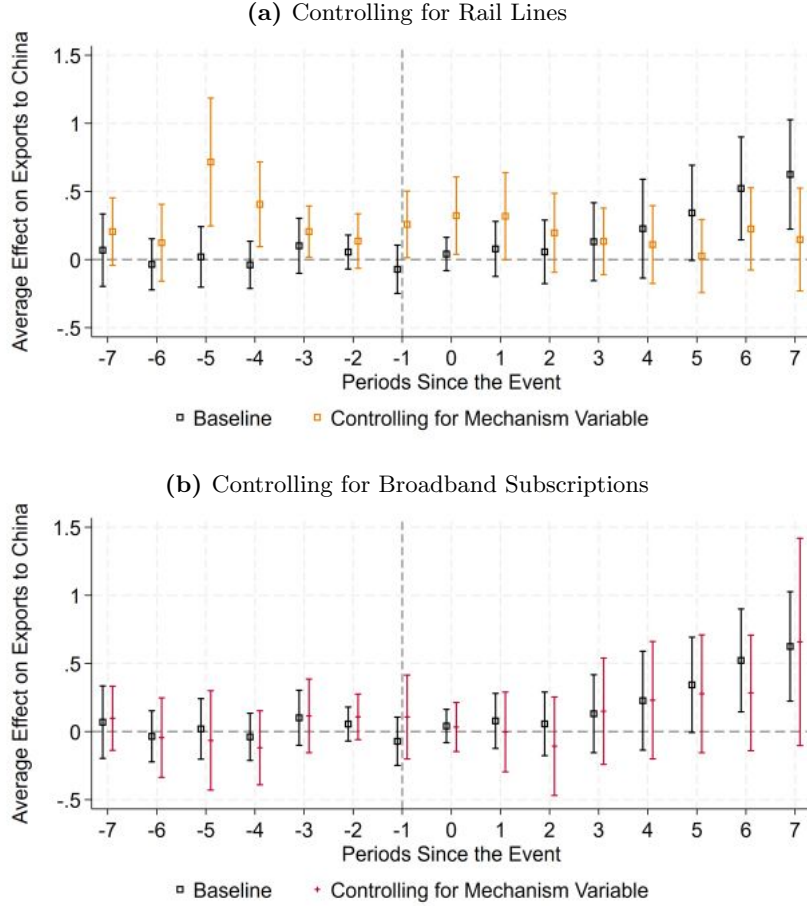 (a) Controlling for Rail Lines
Average Effect on Exports to China
1.5
1
.5
0
-.5
-7 -6 -5 -4 -3 -2 -1 0 1 2 3 4 5 6 7
Periods Since the Event
Baseline Controlling for Mechanism Variable
(b) Controlling for Broadband Subscriptions
Average Effect on Exports to China
1.5
1
.5
0
-.5
-7 -6 -5 -4 -3 -2 -1 0 1 2 3 4 5 6 7
Periods Since the Event
Baseline Controlling for Mechanism Variable